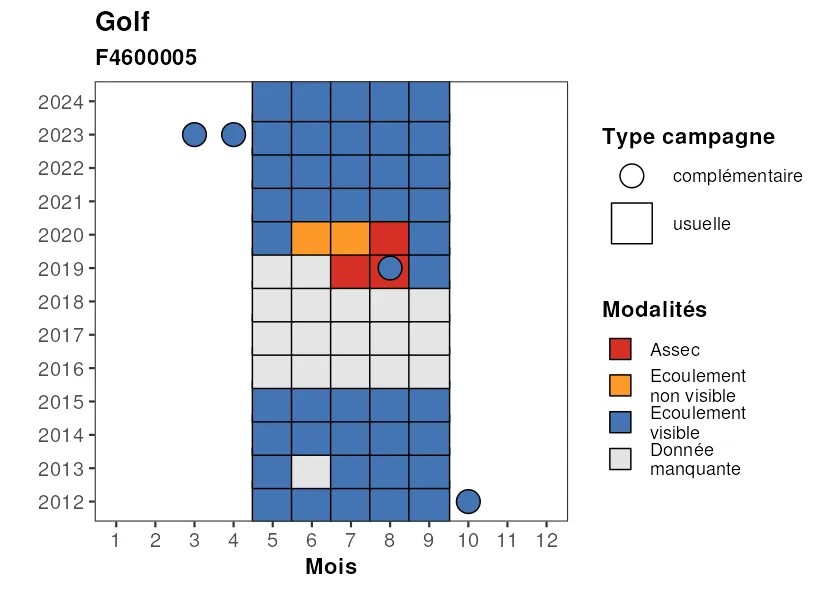 Golf
F4600005
2024
2023
2022
2021
2020
2019
2018
2017
2016
2015
2014
2013
2012
1 2 3 4 5 6 7 8 9 10 11 12
Mois
Type campagne
complémentaire
usuelle
Modalités
Assec
Ecoulement
non visible
Ecoulement
visible
Donnée
manquante